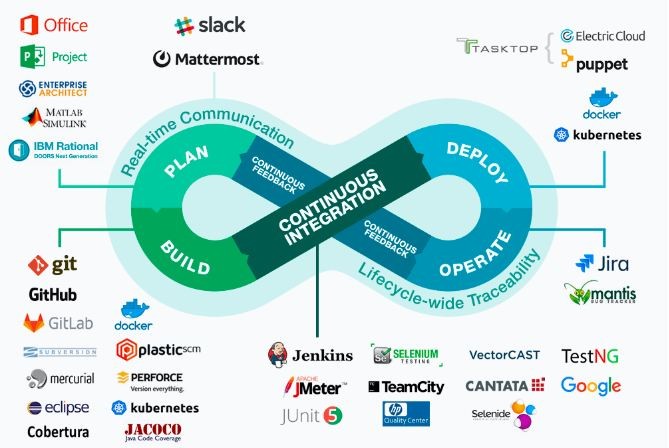 Office
Project
ENTERPRISE
ARCHITECT
MATLAB
SIMULINK
IBM Rational
DOORS Next Generation
slack
Mattermost
TASKTOP
ElectricCloud
puppet
docker
kubernetes
Real-time Communication
PLAN
BUILD
CONTINUOUS
FEEDBACK
CONTINUOUS
INTEGRATION
CONTINUOUS
FEEDBACK
DEPLOY
OPERATE
Lifecycle-wide Traceability
git
GitHub
GitLab
SUBVERSION
mercurial
eclipse
Cobertura
docker
plasticscm
PERFORCE
Version everything.
kubernetes
JACOCO
Java Code Coverage
Jenkins
APACHE
JMeter
JUnit 5
Se
SELENIUM
TESTING
TeamCity
hp
Quality Center
VectorCAST
CANTATA
Selenide
TestNG
Google
Jira
mantis
BUG TRACKER